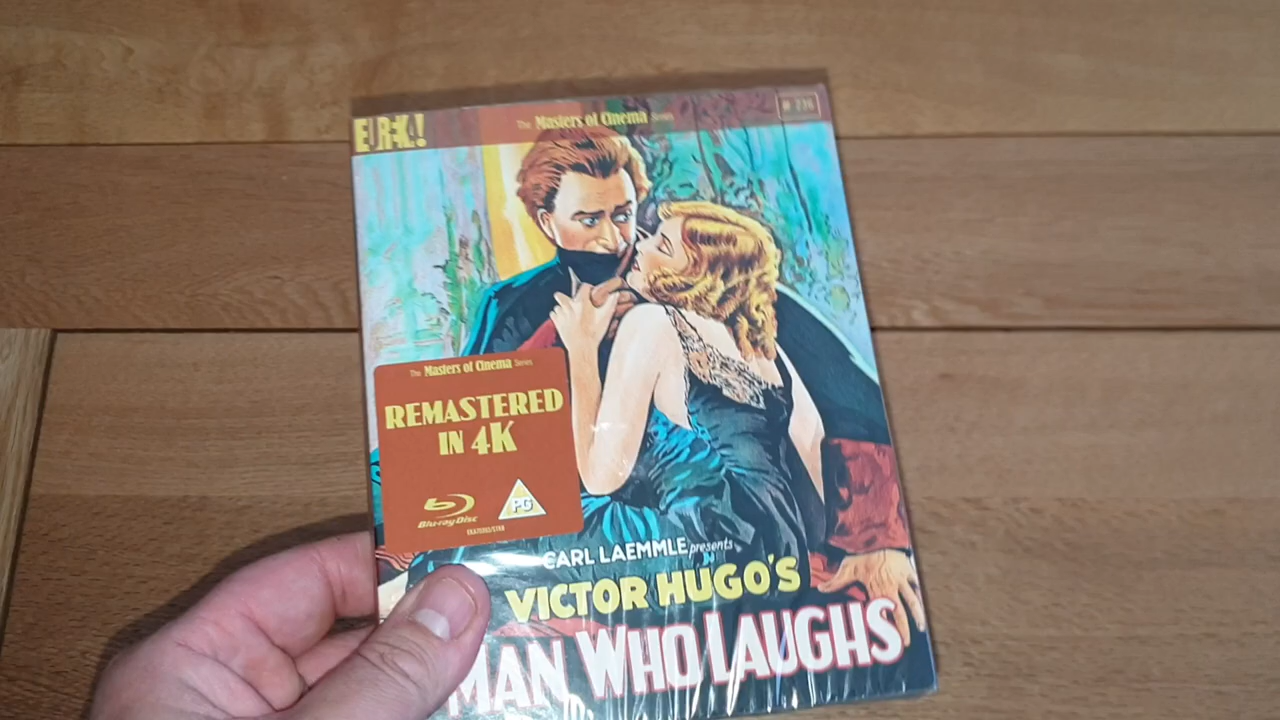 EUREKA!
The Masters of Cinema Series
The Masters of Cinema Series
REMASTERED
IN 4K
Blu-ray Disc
PG
CARL LAEMMLE presents
VICTOR HUGO'S
MAN WHO LAUGHS